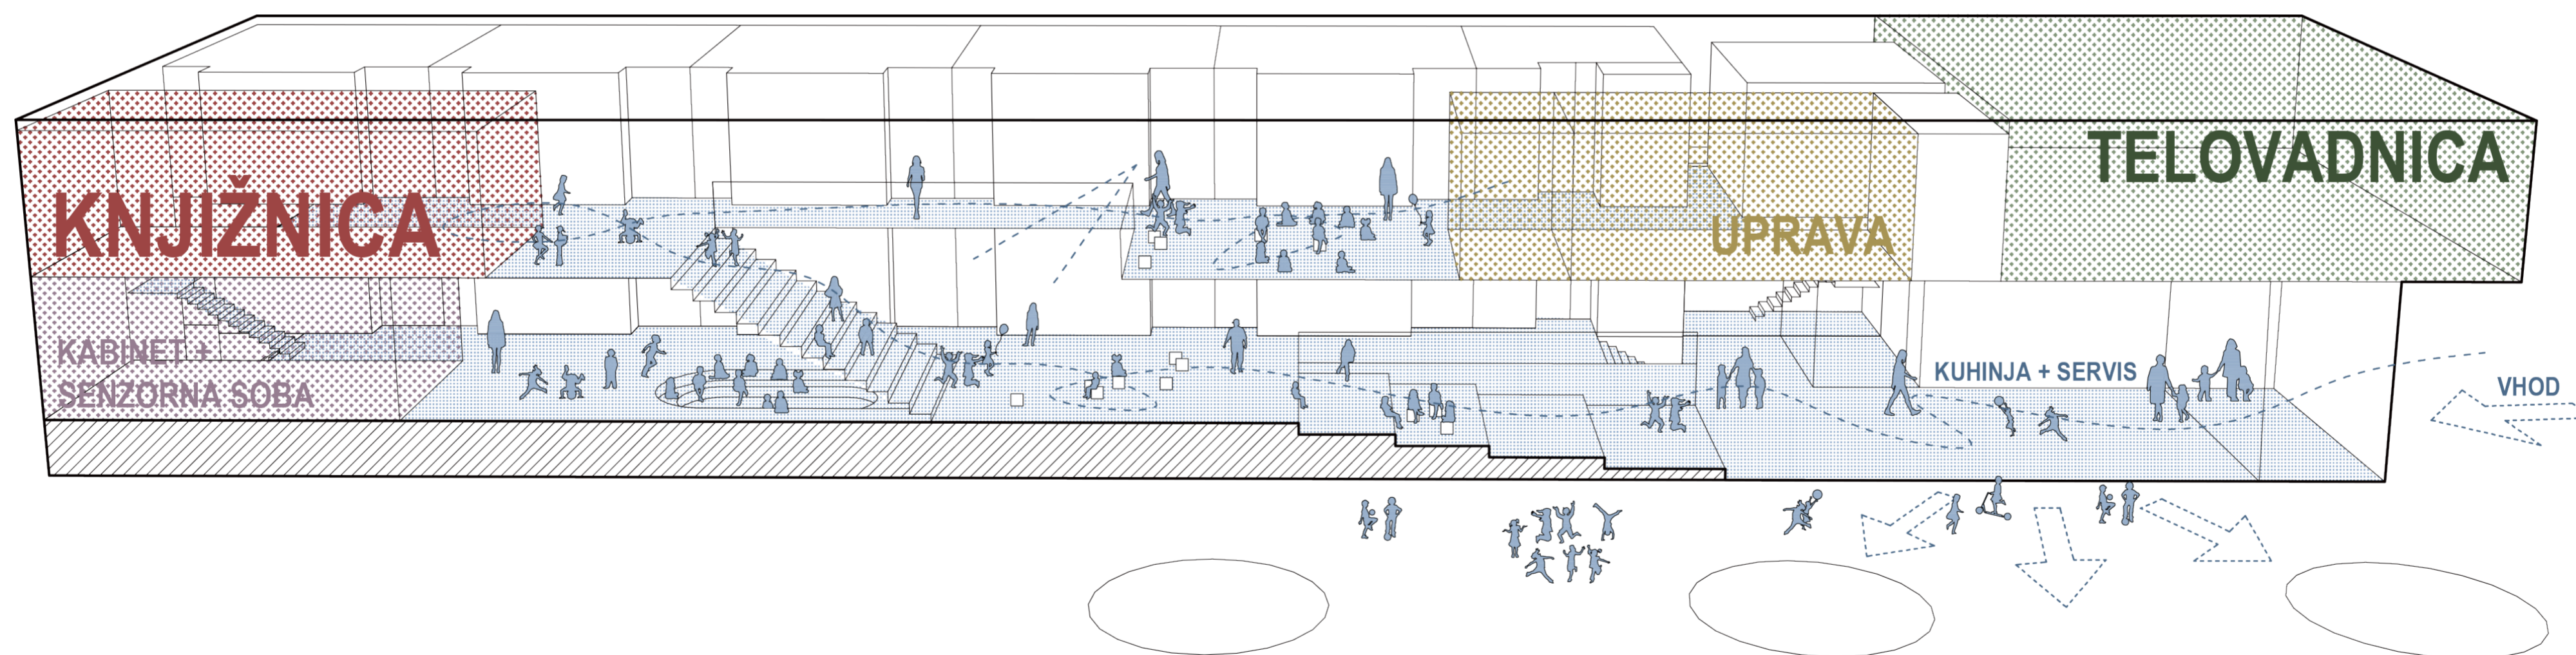 KNJIŽNICA
TELOVADNICA
UPRAVA
KABINET +
SENZORNA SOBA
KUHINJA + SERVIS
VHOD